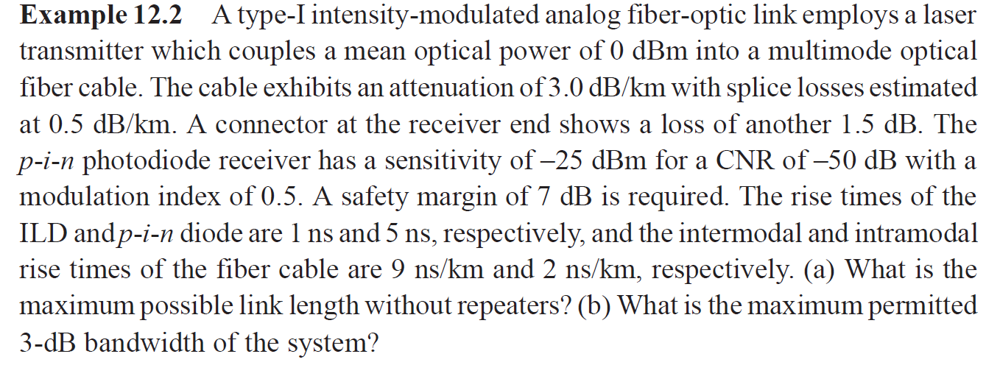 Example 12.2 A type-I intensity-modulated analog fiber-optic link employs a laser
transmitter which couples a mean optical power of 0 dBm into a multimode optical
fiber cable. The cable exhibits an attenuation of 3.0 dB/km with splice losses estimated
at 0.5 dB/km. A connector at the receiver end shows a loss of another 1.5 dB. The
p-i-n photodiode receiver has a sensitivity of –25 dBm for a CNR of –50 dB with a
modulation index of 0.5. A safety margin of 7 dB is required. The rise times of the
ILD and p-i-n diode are 1 ns and 5 ns, respectively, and the intermodal and intramodal
rise times of the fiber cable are 9 ns/km and 2 ns/km, respectively. (a) What is the
maximum possible link length without repeaters? (b) What is the maximum permitted
3-dB bandwidth of the system?